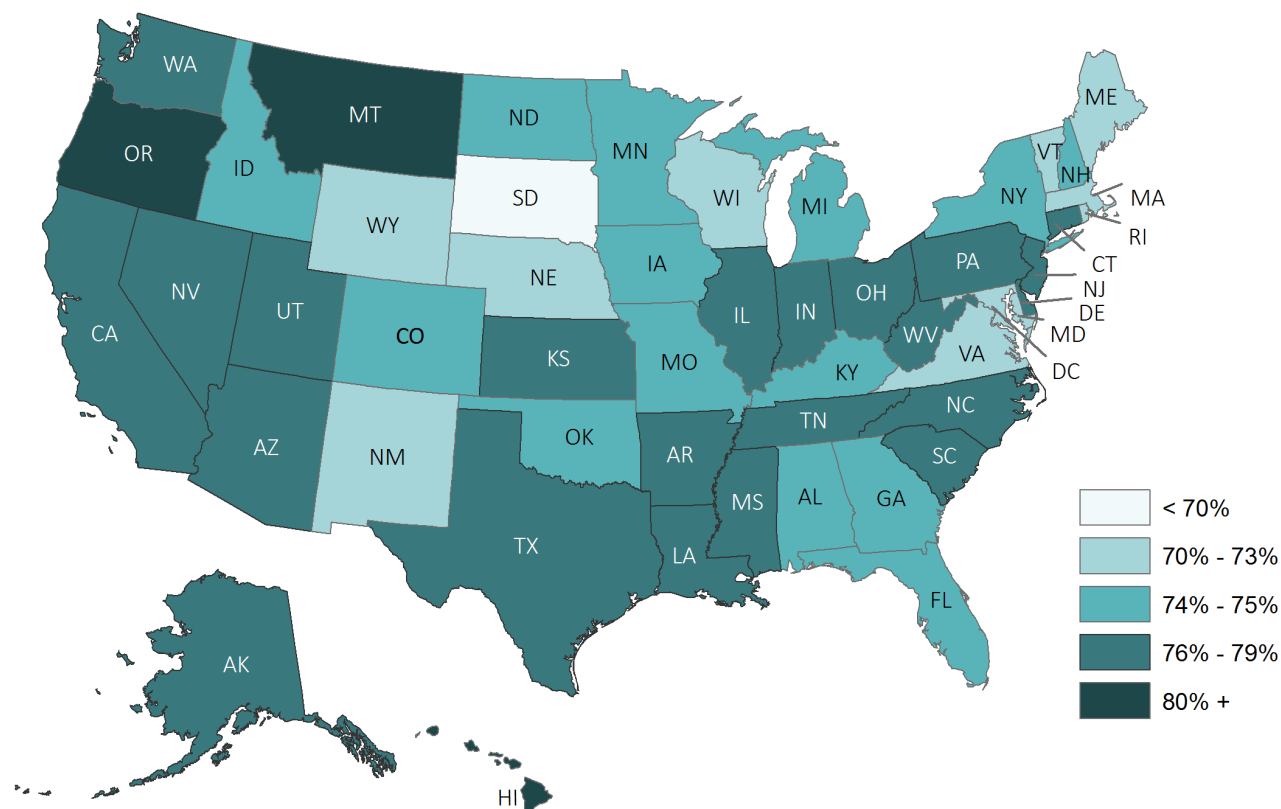 WA
MT
ND
MN
ME
OR
ID
SD
WI
MI
VT
NH
NY
MA
RI
WY
NE
IA
PA
CT
NJ
DE
MD
DC
NV
UT
CO
KS
MO
IL
IN
OH
WV
VA
KY
CA
AZ
NM
OK
AR
TN
NC
SC
MS
AL
GA
TX
LA
FL
AK
HI
< 70%
70% - 73%
74% - 75%
76% - 79%
80% +